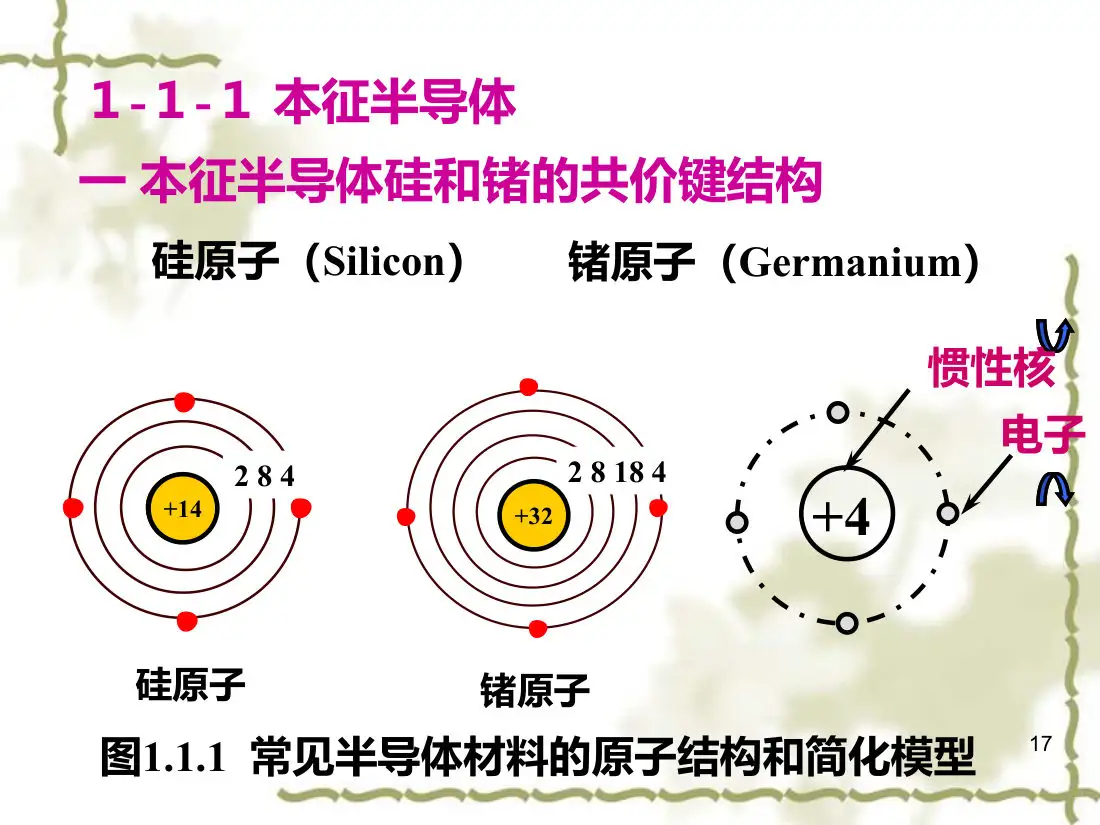 1 - 1 - 1 本征半导体
一 本征半导体硅和锗的共价键结构
硅原子（Silicon）
锗原子（Germanium）
惯性核
电子
2 8 4
+14
2 8 18 4
+32
+4
硅原子
锗原子
图1.1.1 常见半导体材料的原子结构和简化模型
17